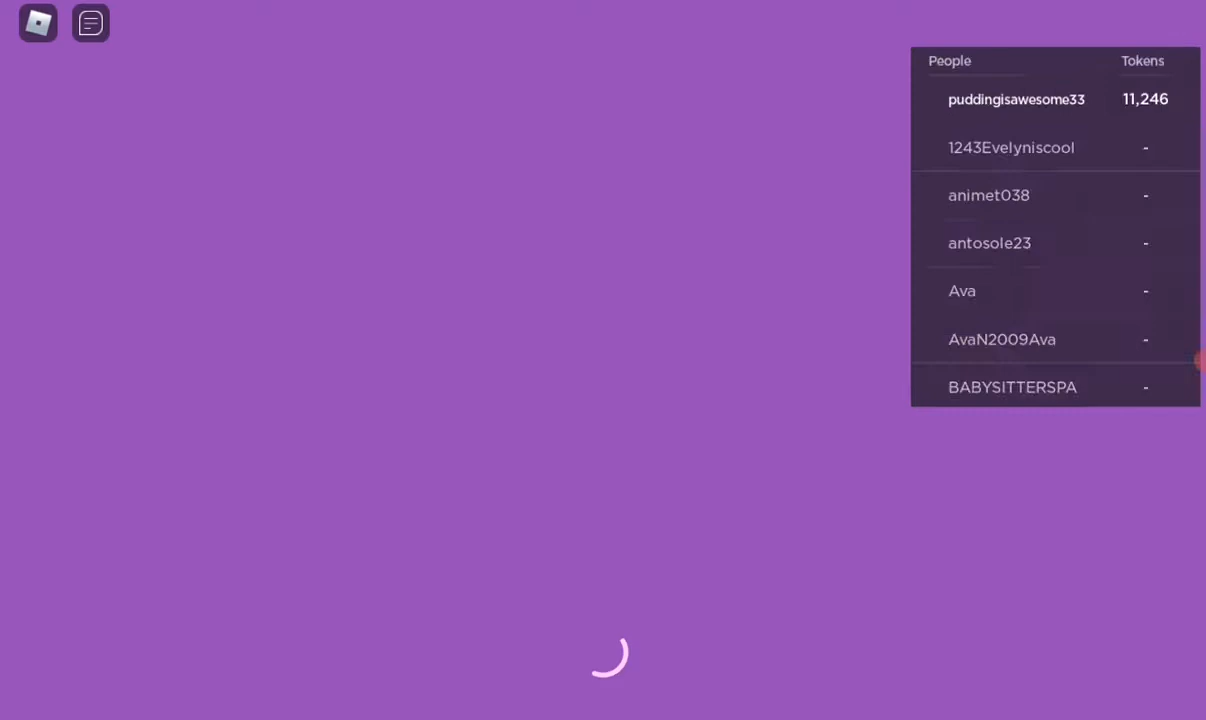 People Tokens
puddingisawesome33 11,246
1243Evelyniscool -
animet038 -
antosole23 -
Ava -
AvaN2009Ava -
BABYSITTERSPA -